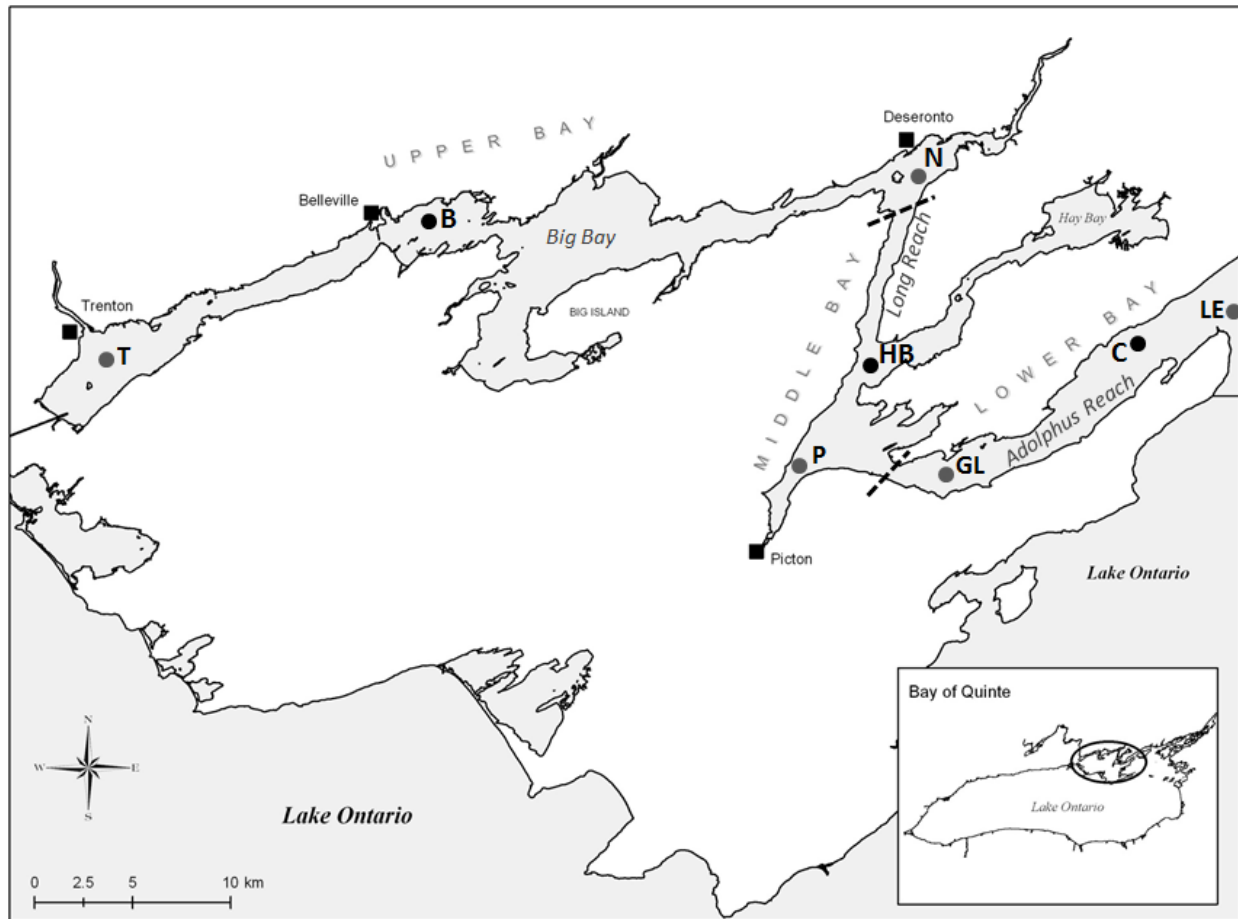 Deseronto
N
UPPER BAY
Belleville
B
Big Bay
Long Reach
Hay Bay
Trenton
T
BIG ISLAND
MIDDLE BAY
HB
LOWER BAY
LE
C
Adolphus Reach
P
GL
Picton
Lake Ontario
Bay of Quinte
Lake Ontario
N
W
E
S
Lake Ontario
0 2.5 5 10 km